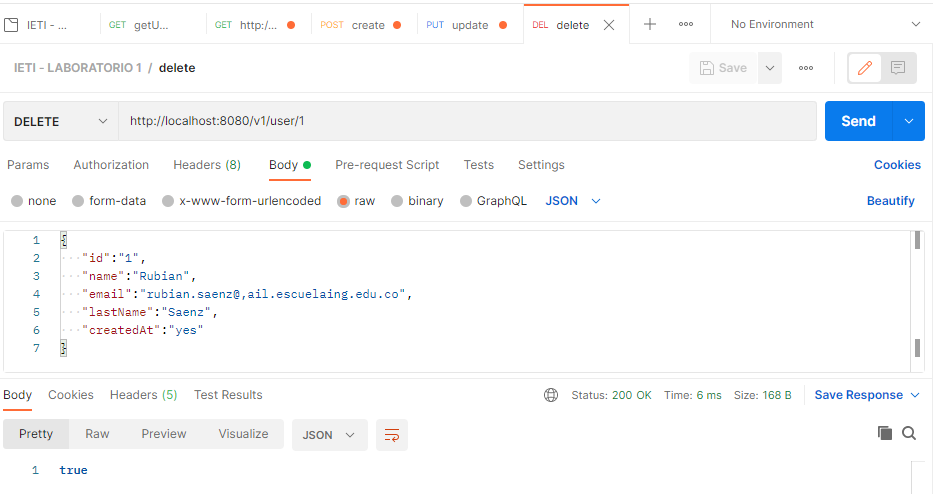 IETI - ... GET getU... GET http:/... POST create PUT update DEL delete No Environment
IETI - LABORATORIO 1 / delete Save
DELETE http://localhost:8080/v1/user/1 Send
Params Authorization Headers (8) Body Pre-request Script Tests Settings Cookies
none form-data x-www-form-urlencoded raw binary GraphQL JSON Beautify
1 {
2 "id":"1",
3 "name":"Rubian",
4 "email":"rubian.saenz@,ail.escuelaing.edu.co",
5 "lastName":"Saenz",
6 "createdAt":"yes"
7 }
Body Cookies Headers (5) Test Results Status: 200 OK Time: 6 ms Size: 168 B Save Response
Pretty Raw Preview Visualize JSON
1 true